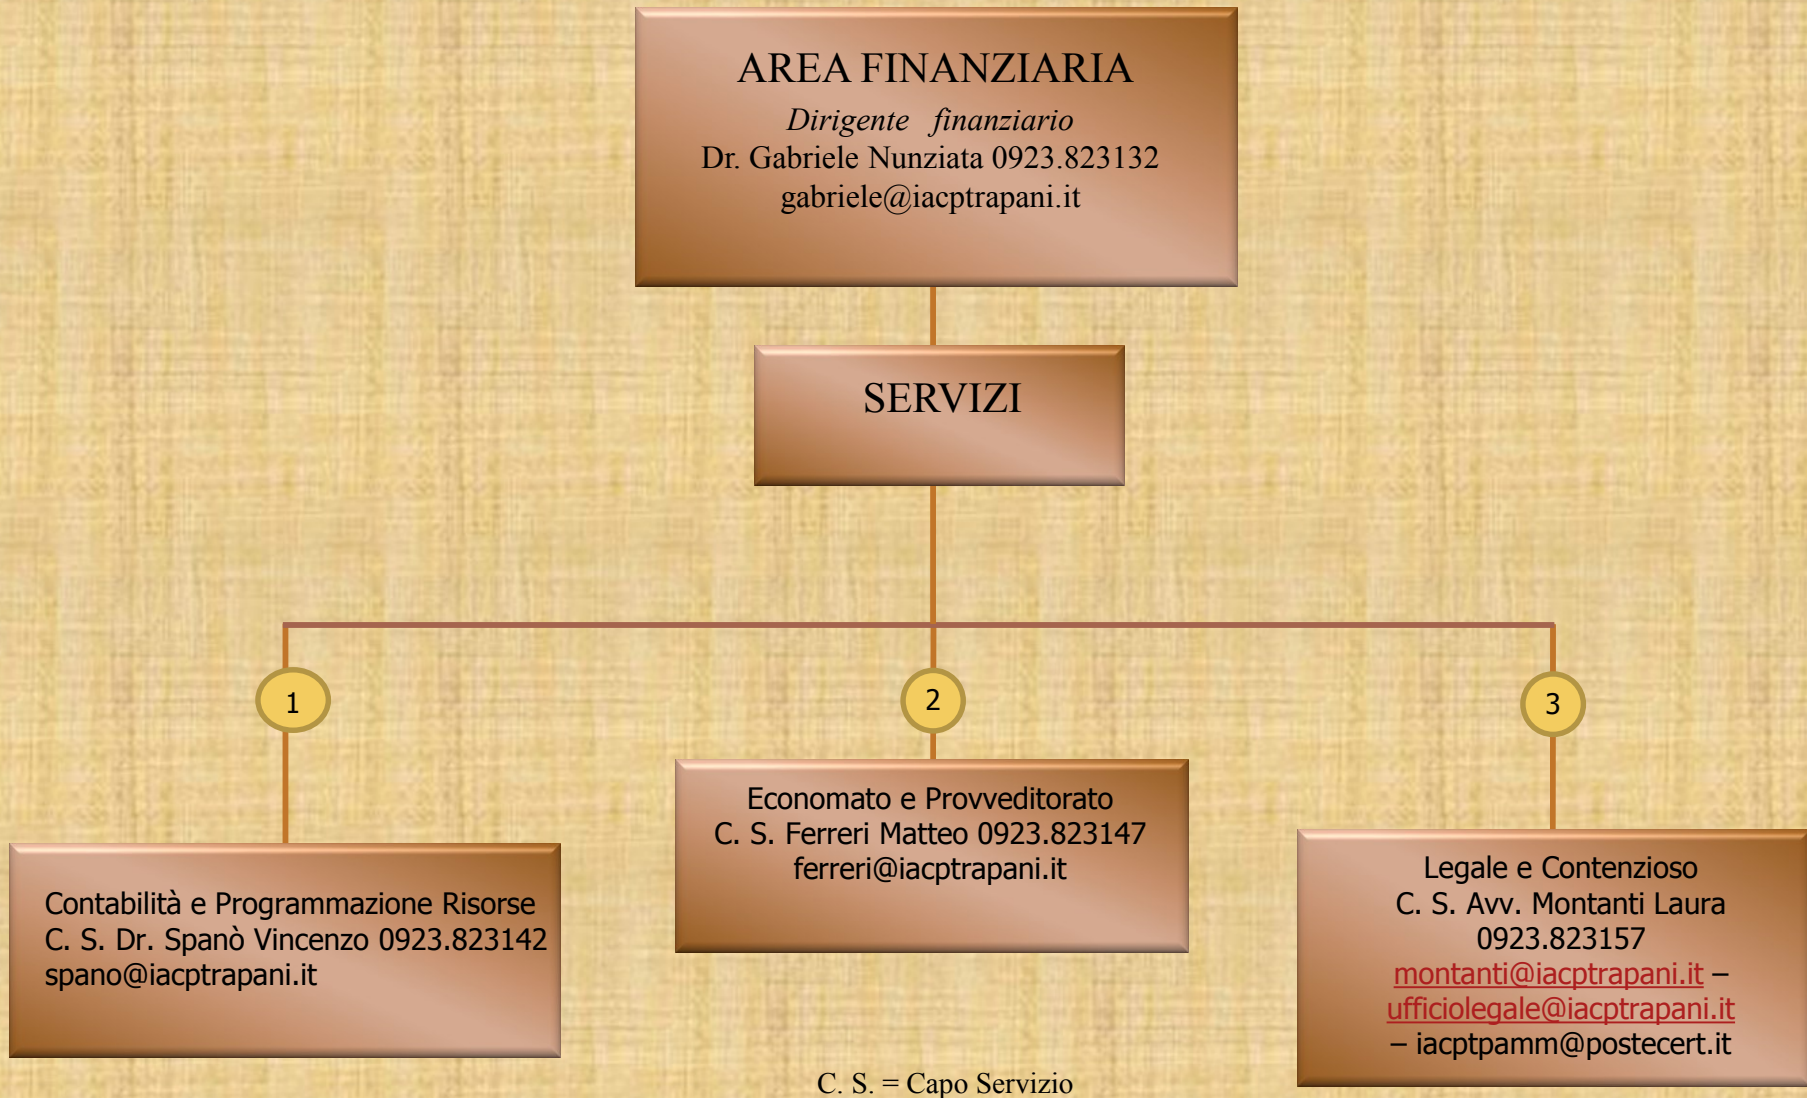 AREA FINANZIARIA
Dirigente finanziario
Dr. Gabriele Nunziata 0923.823132
gabriele@iacptrapani.it
SERVIZI
1
2
3
Contabilità e Programmazione Risorse
C. S. Dr. Spanò Vincenzo 0923.823142
spano@iacptrapani.it
Economato e Provveditorato
C. S. Ferreri Matteo 0923.823147
ferreri@iacptrapani.it
Legale e Contenzioso
C. S. Avv. Montanti Laura
0923.823157
montanti@iacptrapani.it –
ufficiolegale@iacptrapani.it
– iacptpamm@postecert.it
C. S. = Capo Servizio